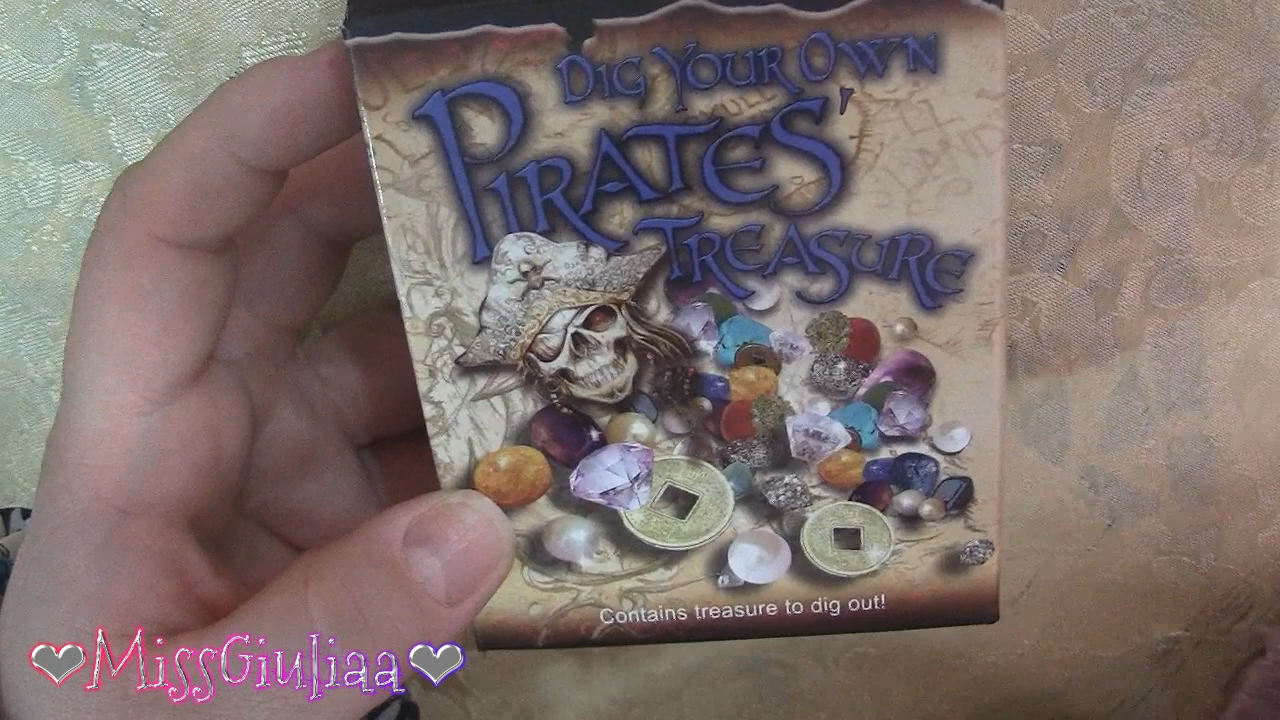 Dig Your Own
Pirates'
Treasure
Contains treasure to dig out!
❤MissGiuliaa❤